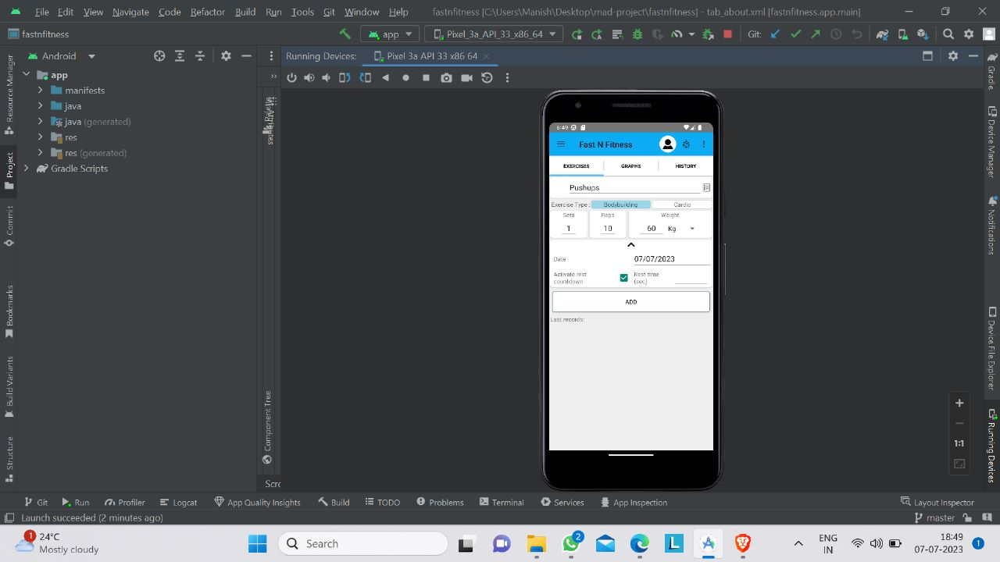 File Edit View Navigate Code Refactor Build Run Tools Git Window Help fastnfitness [C:\Users\Manish\Desktop\mad-project\fastnfitness] - tab_about.xml [fastnfitness.app.main]
fastnfitness app Pixel_3a_API_33_x86_64 Git:
Android Running Devices: Pixel 3a API 33 x86 64
app
manifests
java
java (generated)
res
res (generated)
Gradle Scripts
Resource Manager
Project
Commit
Bookmarks
Build Variants
Structure
Attributes
Component Tree
6:49
Fast N Fitness
EXERCISES GRAPHS HISTORY
Pushups
Exercise Type : Bodybuilding Cardio
Sets Reps Weight
1 10 60 Kg
Date 07/07/2023
Activate rest countdown Rest time (sec)
ADD
Last records:
1:1
Gradle
Device Manager
Notifications
Device File Explorer
Running Devices
Git Run Profiler Logcat App Quality Insights Build TODO Problems Terminal Services App Inspection Layout Inspector
Launch succeeded (2 minutes ago) master
1 24°C
Mostly cloudy
Search
2
L
ENG
IN
18:49
07-07-2023
1